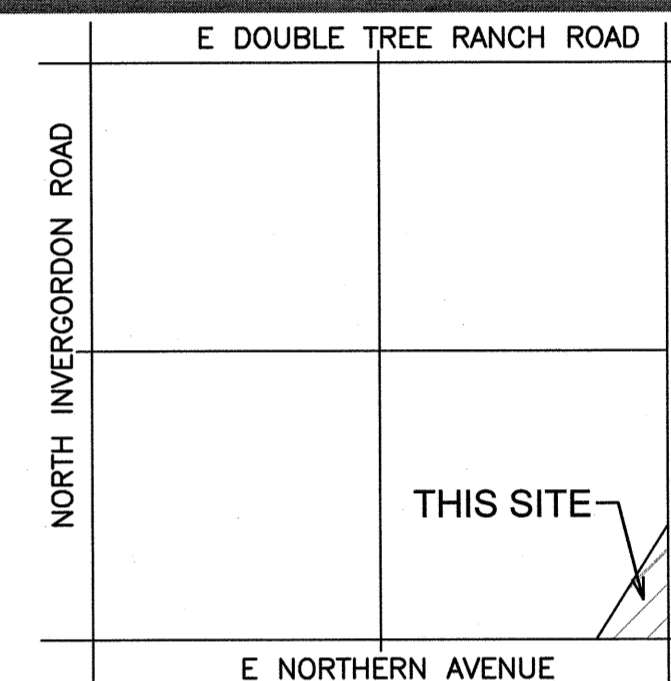 E DOUBLE TREE RANCH ROAD
NORTH INVERGORDON ROAD
THIS SITE
E NORTHERN AVENUE